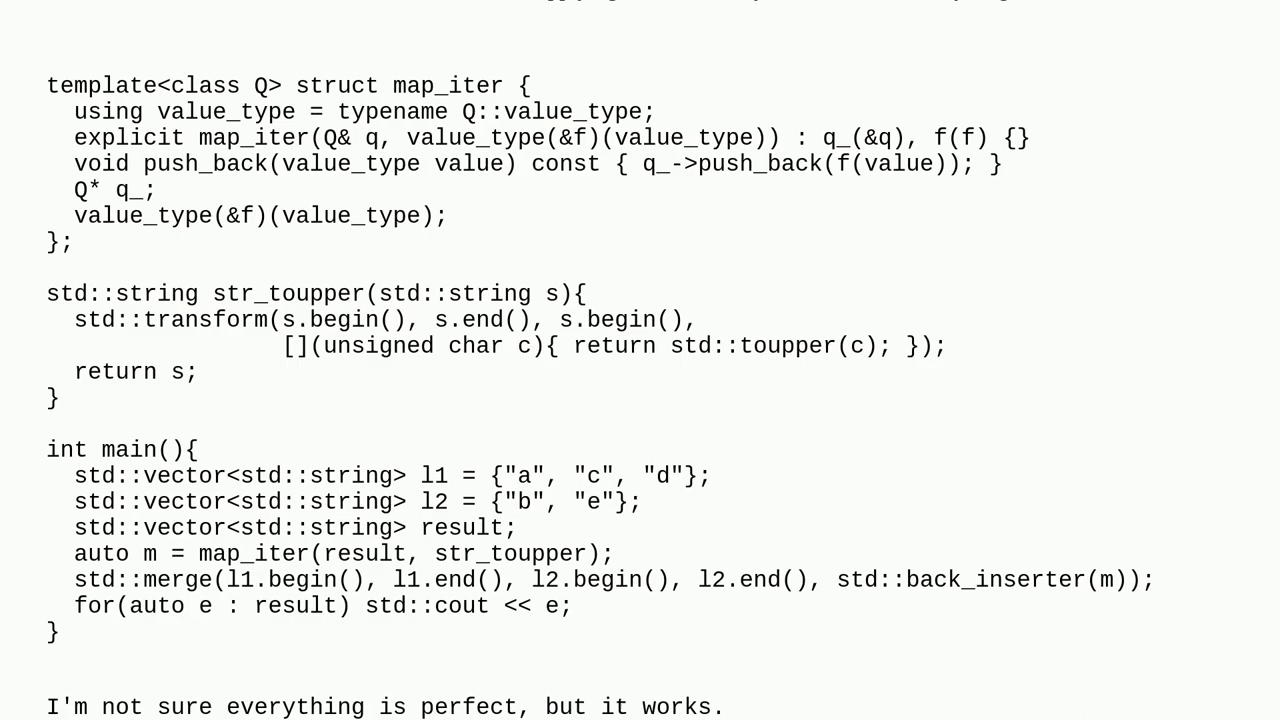 template<class Q> struct map_iter {
  using value_type = typename Q::value_type;
  explicit map_iter(Q& q, value_type(&f)(value_type)) : q_(&q), f(f) {}
  void push_back(value_type value) const { q_->push_back(f(value)); }
  Q* q_;
  value_type(&f)(value_type);
};
std::string str_toupper(std::string s){
  std::transform(s.begin(), s.end(), s.begin(),
                 [](unsigned char c){ return std::toupper(c); });
  return s;
}
int main(){
  std::vector<std::string> l1 = {"a", "c", "d"};
  std::vector<std::string> l2 = {"b", "e"};
  std::vector<std::string> result;
  auto m = map_iter(result, str_toupper);
  std::merge(l1.begin(), l1.end(), l2.begin(), l2.end(), std::back_inserter(m));
  for(auto e : result) std::cout << e;
}
I'm not sure everything is perfect, but it works.